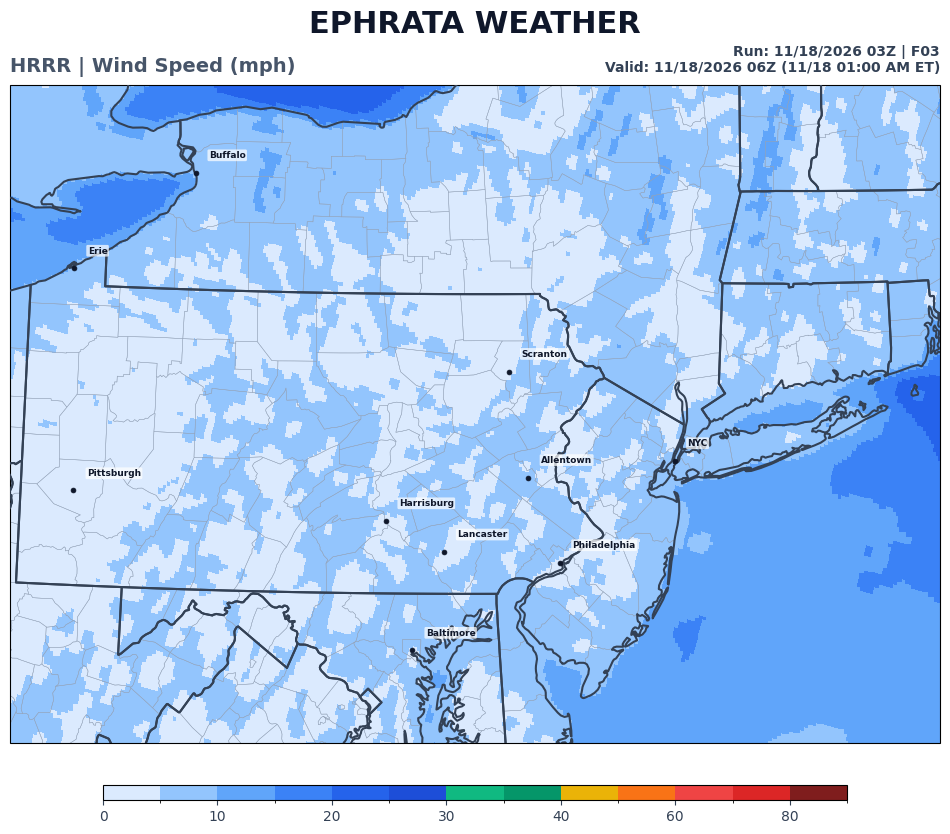 EPHRATA WEATHER
HRRR | Wind Speed (mph)
Run: 11/18/2026 03Z | F03
Valid: 11/18/2026 06Z (11/18 01:00 AM ET)
Buffalo
Erie
Scranton
NYC
Allentown
Pittsburgh
Harrisburg
Lancaster
Philadelphia
Baltimore
0 10 20 30 40 50 60 70 80